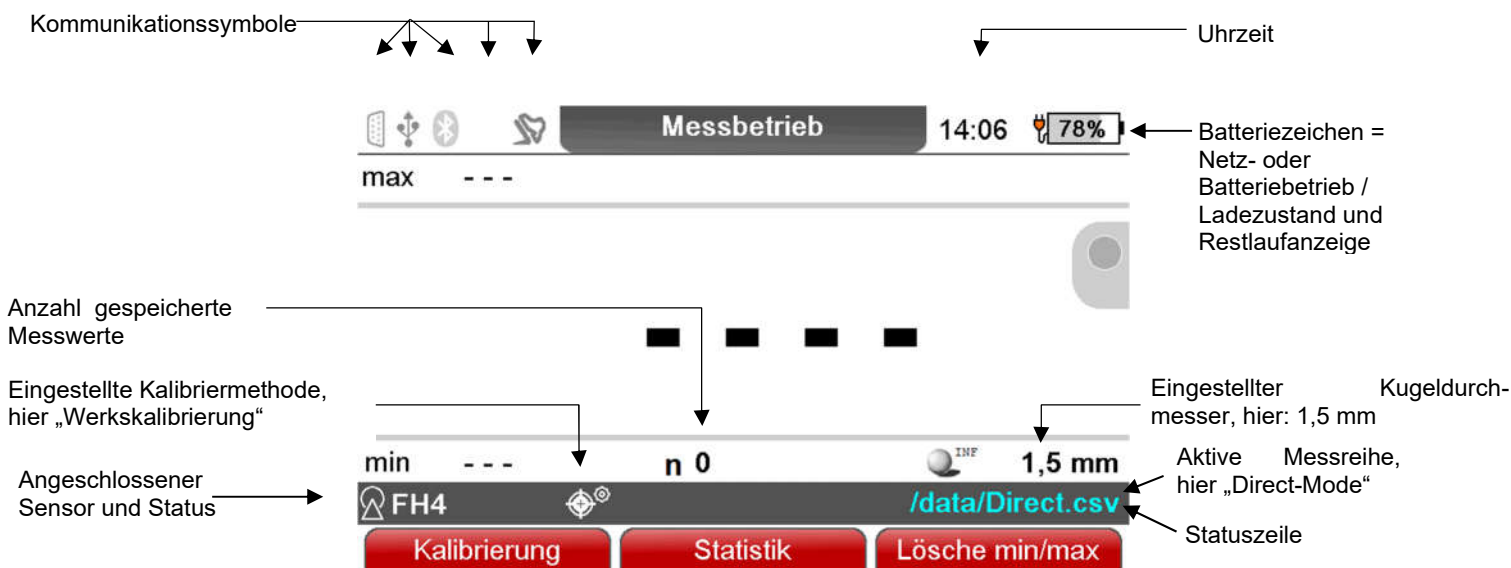 Kommunikationssymbole
Uhrzeit
Messbetrieb
14:06
78%
Batteriezeichen =
Netz- oder
Batteriebetrieb /
Ladezustand und
Restlaufanzeige
max - - -
Anzahl gespeicherte
Messwerte
- - - -
Eingestellte Kalibriermethode,
hier „Werkskalibrierung“
Eingestellter Kugeldurch-
messer, hier: 1,5 mm
min - - -
n 0
INF
1,5 mm
Angeschlossener
Sensor und Status
FH4
/data/Direct.csv
Aktive Messreihe,
hier „Direct-Mode“
Statuszeile
Kalibrierung
Statistik
Lösche min/max